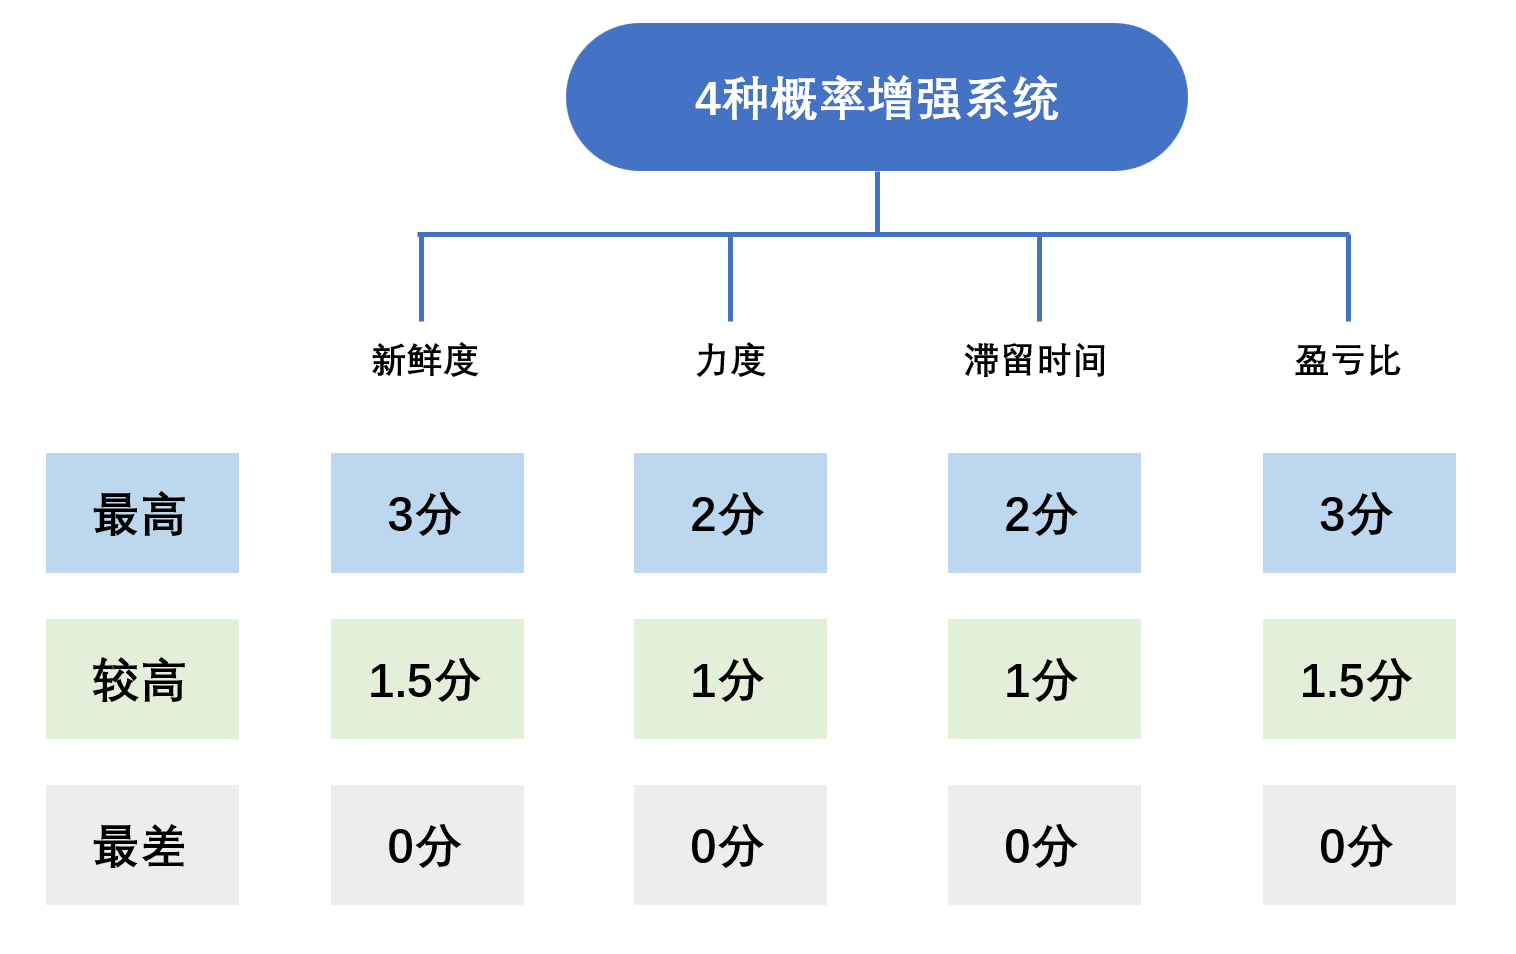 4种概率增强系统
新鲜度 力度 滞留时间 盈亏比
最高 3分 2分 2分 3分
较高 1.5分 1分 1分 1.5分
最差 0分 0分 0分 0分